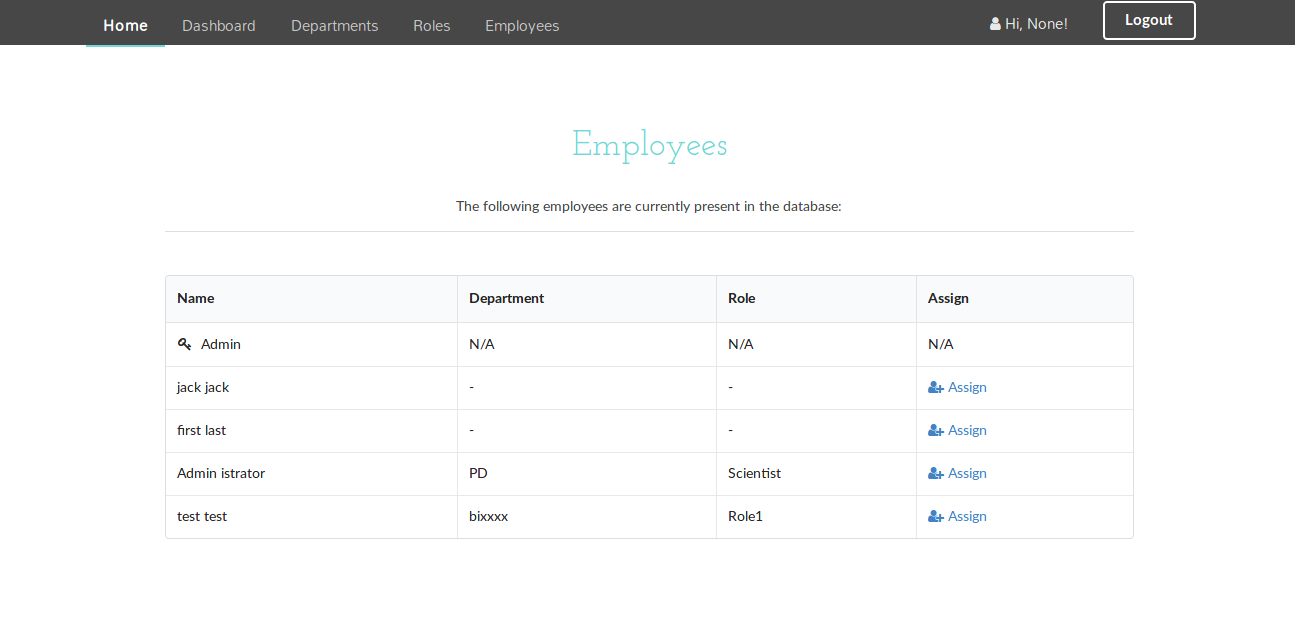 Home Dashboard Departments Roles Employees Hi, None! Logout
Employees
The following employees are currently present in the database:
Name Department Role Assign
Admin N/A N/A N/A
jack jack - - Assign
first last - - Assign
Admin istrator PD Scientist Assign
test test bixxxx Role1 Assign